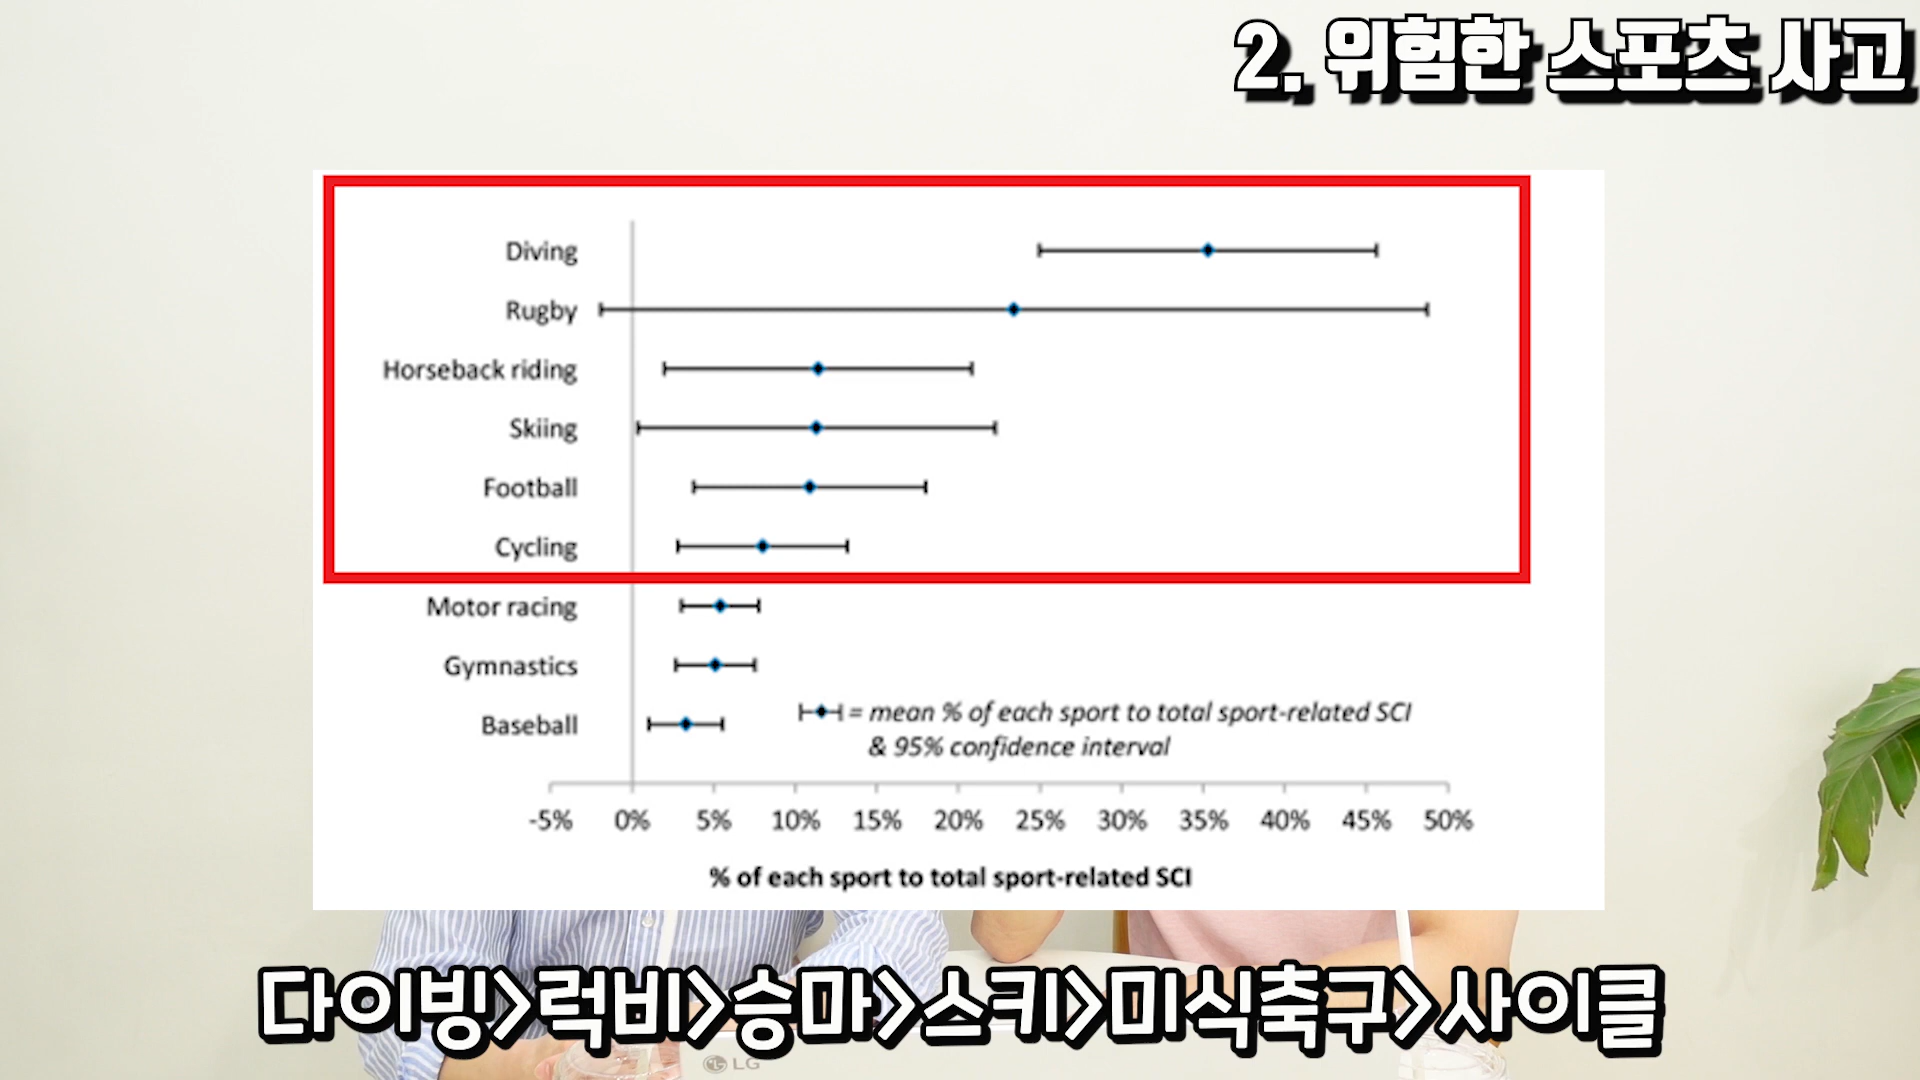 2. 위험한 스포츠 사고
Diving
Rugby
Horseback riding
Skiing
Football
Cycling
Motor racing
Gymnastics
Baseball
= mean % of each sport to total sport-related SCI
& 95% confidence interval
-5% 0% 5% 10% 15% 20% 25% 30% 35% 40% 45% 50%
% of each sport to total sport-related SCI
다이빙>럭비>승마>스키>미식축구>사이클
LG